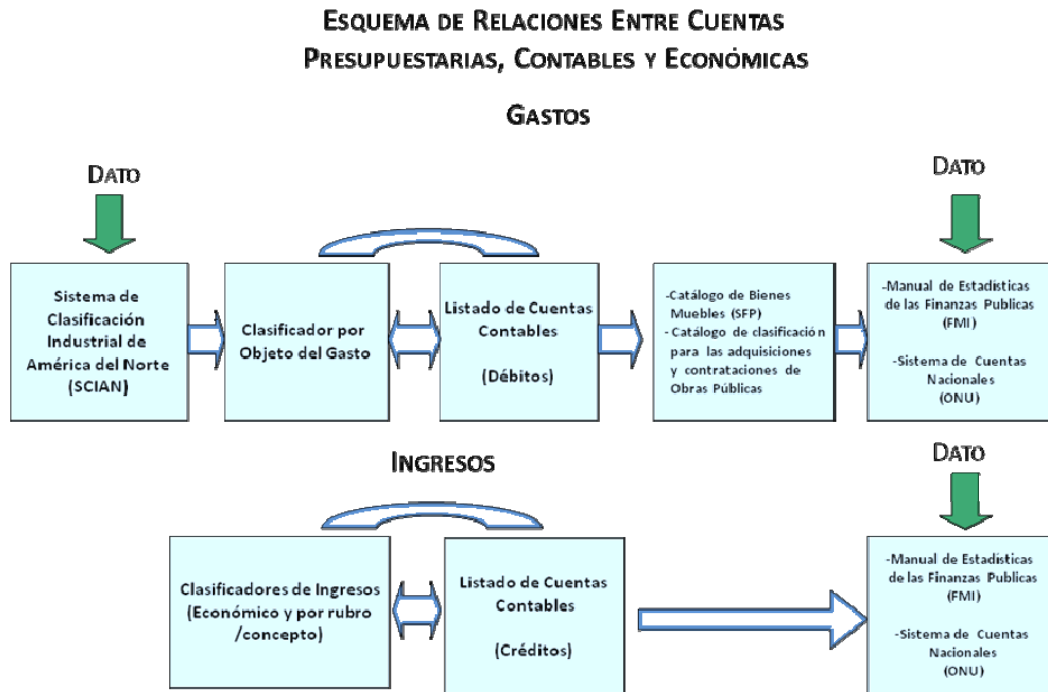 ESQUEMA DE RELACIONES ENTRE CUENTAS
PRESUPUESTARIAS, CONTABLES Y ECONÓMICAS
GASTOS
DATO
DATO
Sistema de
Clasificación
Industrial de
América del Norte
(SCIAN)
Clasificador por
Objeto del Gasto
Listado de Cuentas
Contables
(Débitos)
-Catálogo de Bienes
Muebles (SFP)
- Catálogo de clasificación
para las adquisiciones
y contrataciones de
Obras Públicas
-Manual de Estadísticas
de las Finanzas Publicas
(FMI)
-Sistema de Cuentas
Nacionales
(ONU)
INGRESOS
DATO
Clasificadores de Ingresos
(Económico y por rubro
/concepto)
Listado de Cuentas
Contables
(Créditos)
-Manual de Estadísticas
de las Finanzas Publicas
(FMI)
-Sistema de Cuentas
Nacionales
(ONU)